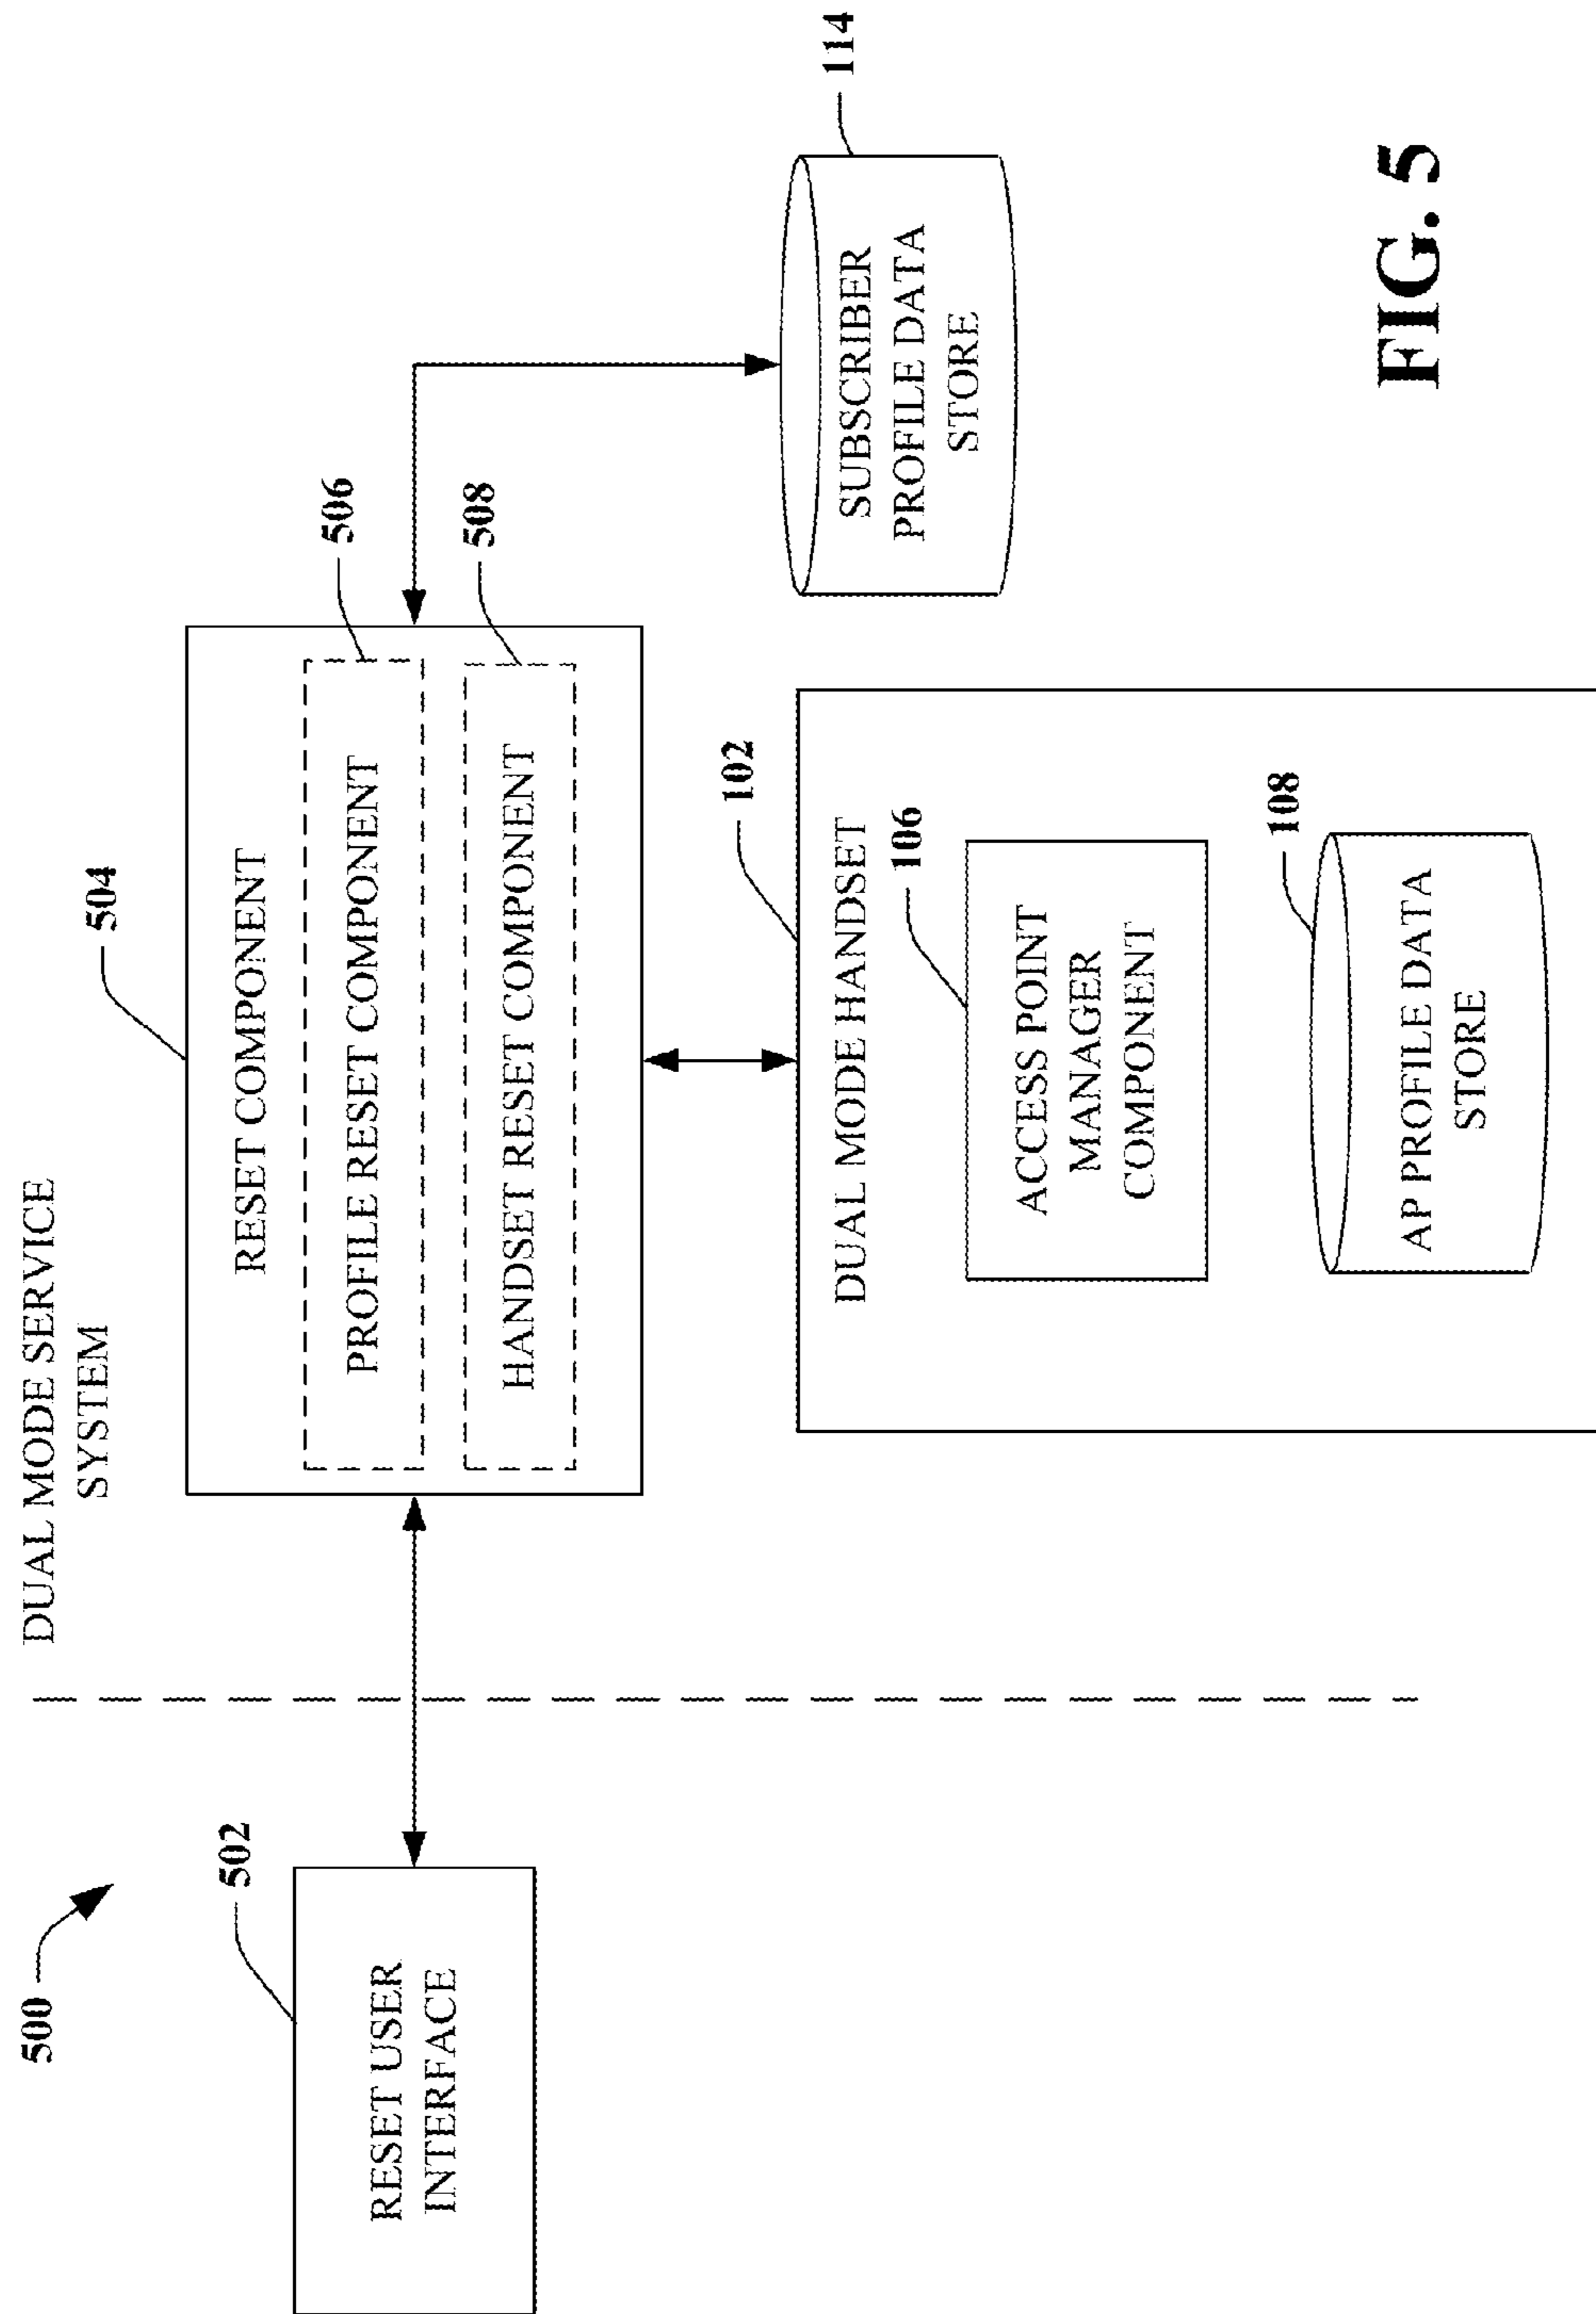 500
DUAL MODE SERVICE
SYSTEM
502
RESET USER
INTERFACE
504
RESET COMPONENT
506
PROFILE RESET COMPONENT
508
HANDSET RESET COMPONENT
114
SUBSCRIBER
PROFILE DATA
STORE
102
DUAL MODE HANDSET
106
ACCESS POINT
MANAGER
COMPONENT
108
AP PROFILE DATA
STORE
FIG. 5